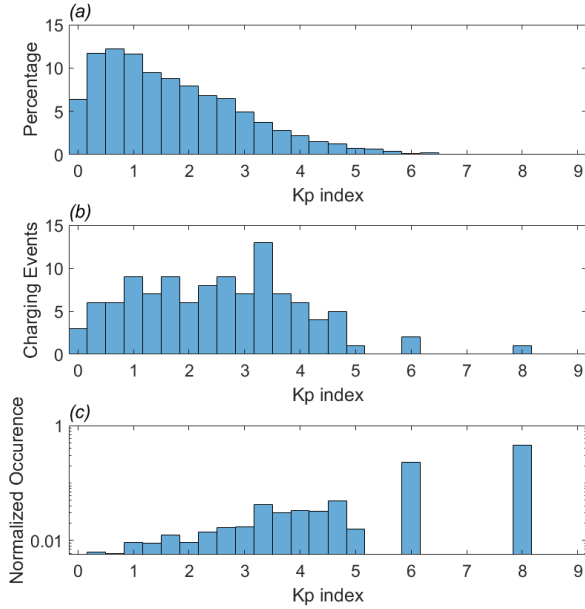 (a)
15
10
5
0
Percentage
0 1 2 3 4 5 6 7 8 9
Kp index
(b)
15
10
5
0
Charging Events
0 1 2 3 4 5 6 7 8 9
Kp index
(c)
1
0.01
Normalized Occurence
0 1 2 3 4 5 6 7 8 9
Kp index